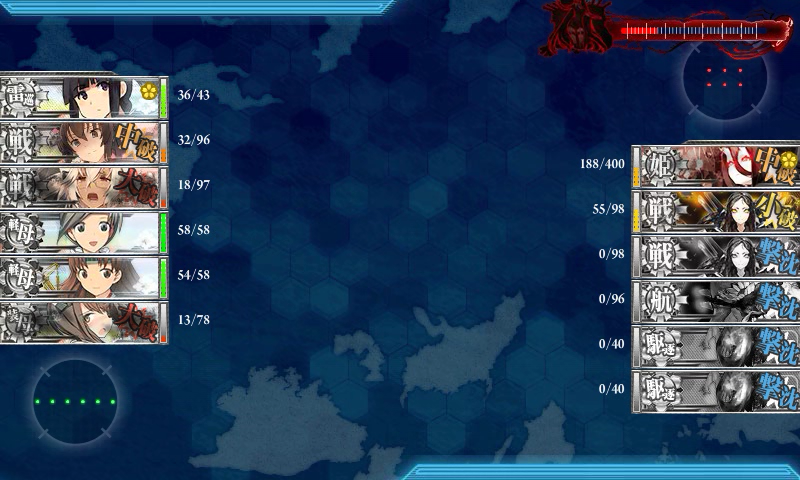 雷巡 36/43
戦 中破 32/96
戦 大破 18/97
軽母 58/58
軽母 54/58
大破 13/78
188/400 姫 中破
55/98 戦 小破
0/98 戦 撃沈
0/96 航 撃沈
0/40 駆逐 撃沈
0/40 駆逐 撃沈